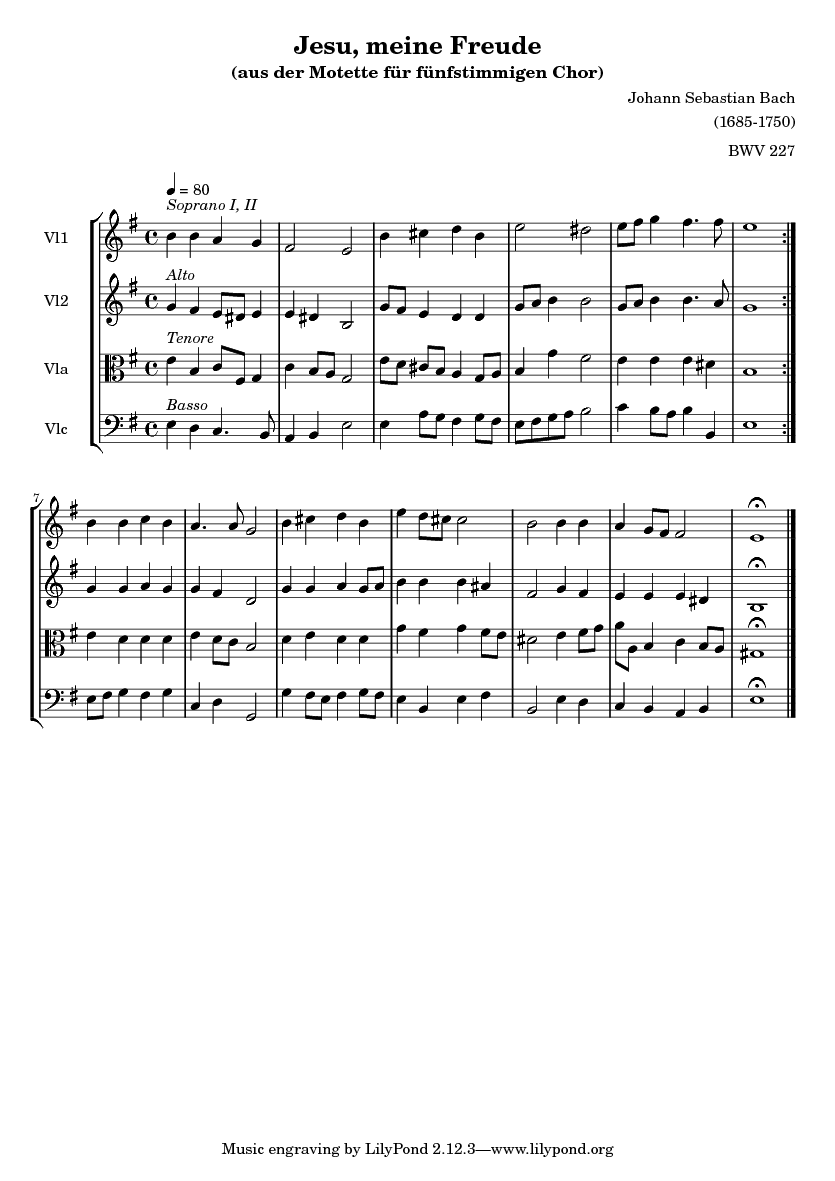 Jesu, meine Freude
(aus der Motette für fünfstimmigen Chor)
Johann Sebastian Bach
(1685-1750)
BWV 227
= 80
Soprano I, II
Vl1
Alto
Vl2
Tenore
Vla
Basso
Vlc
7
Music engraving by LilyPond 2.12.3—www.lilypond.org